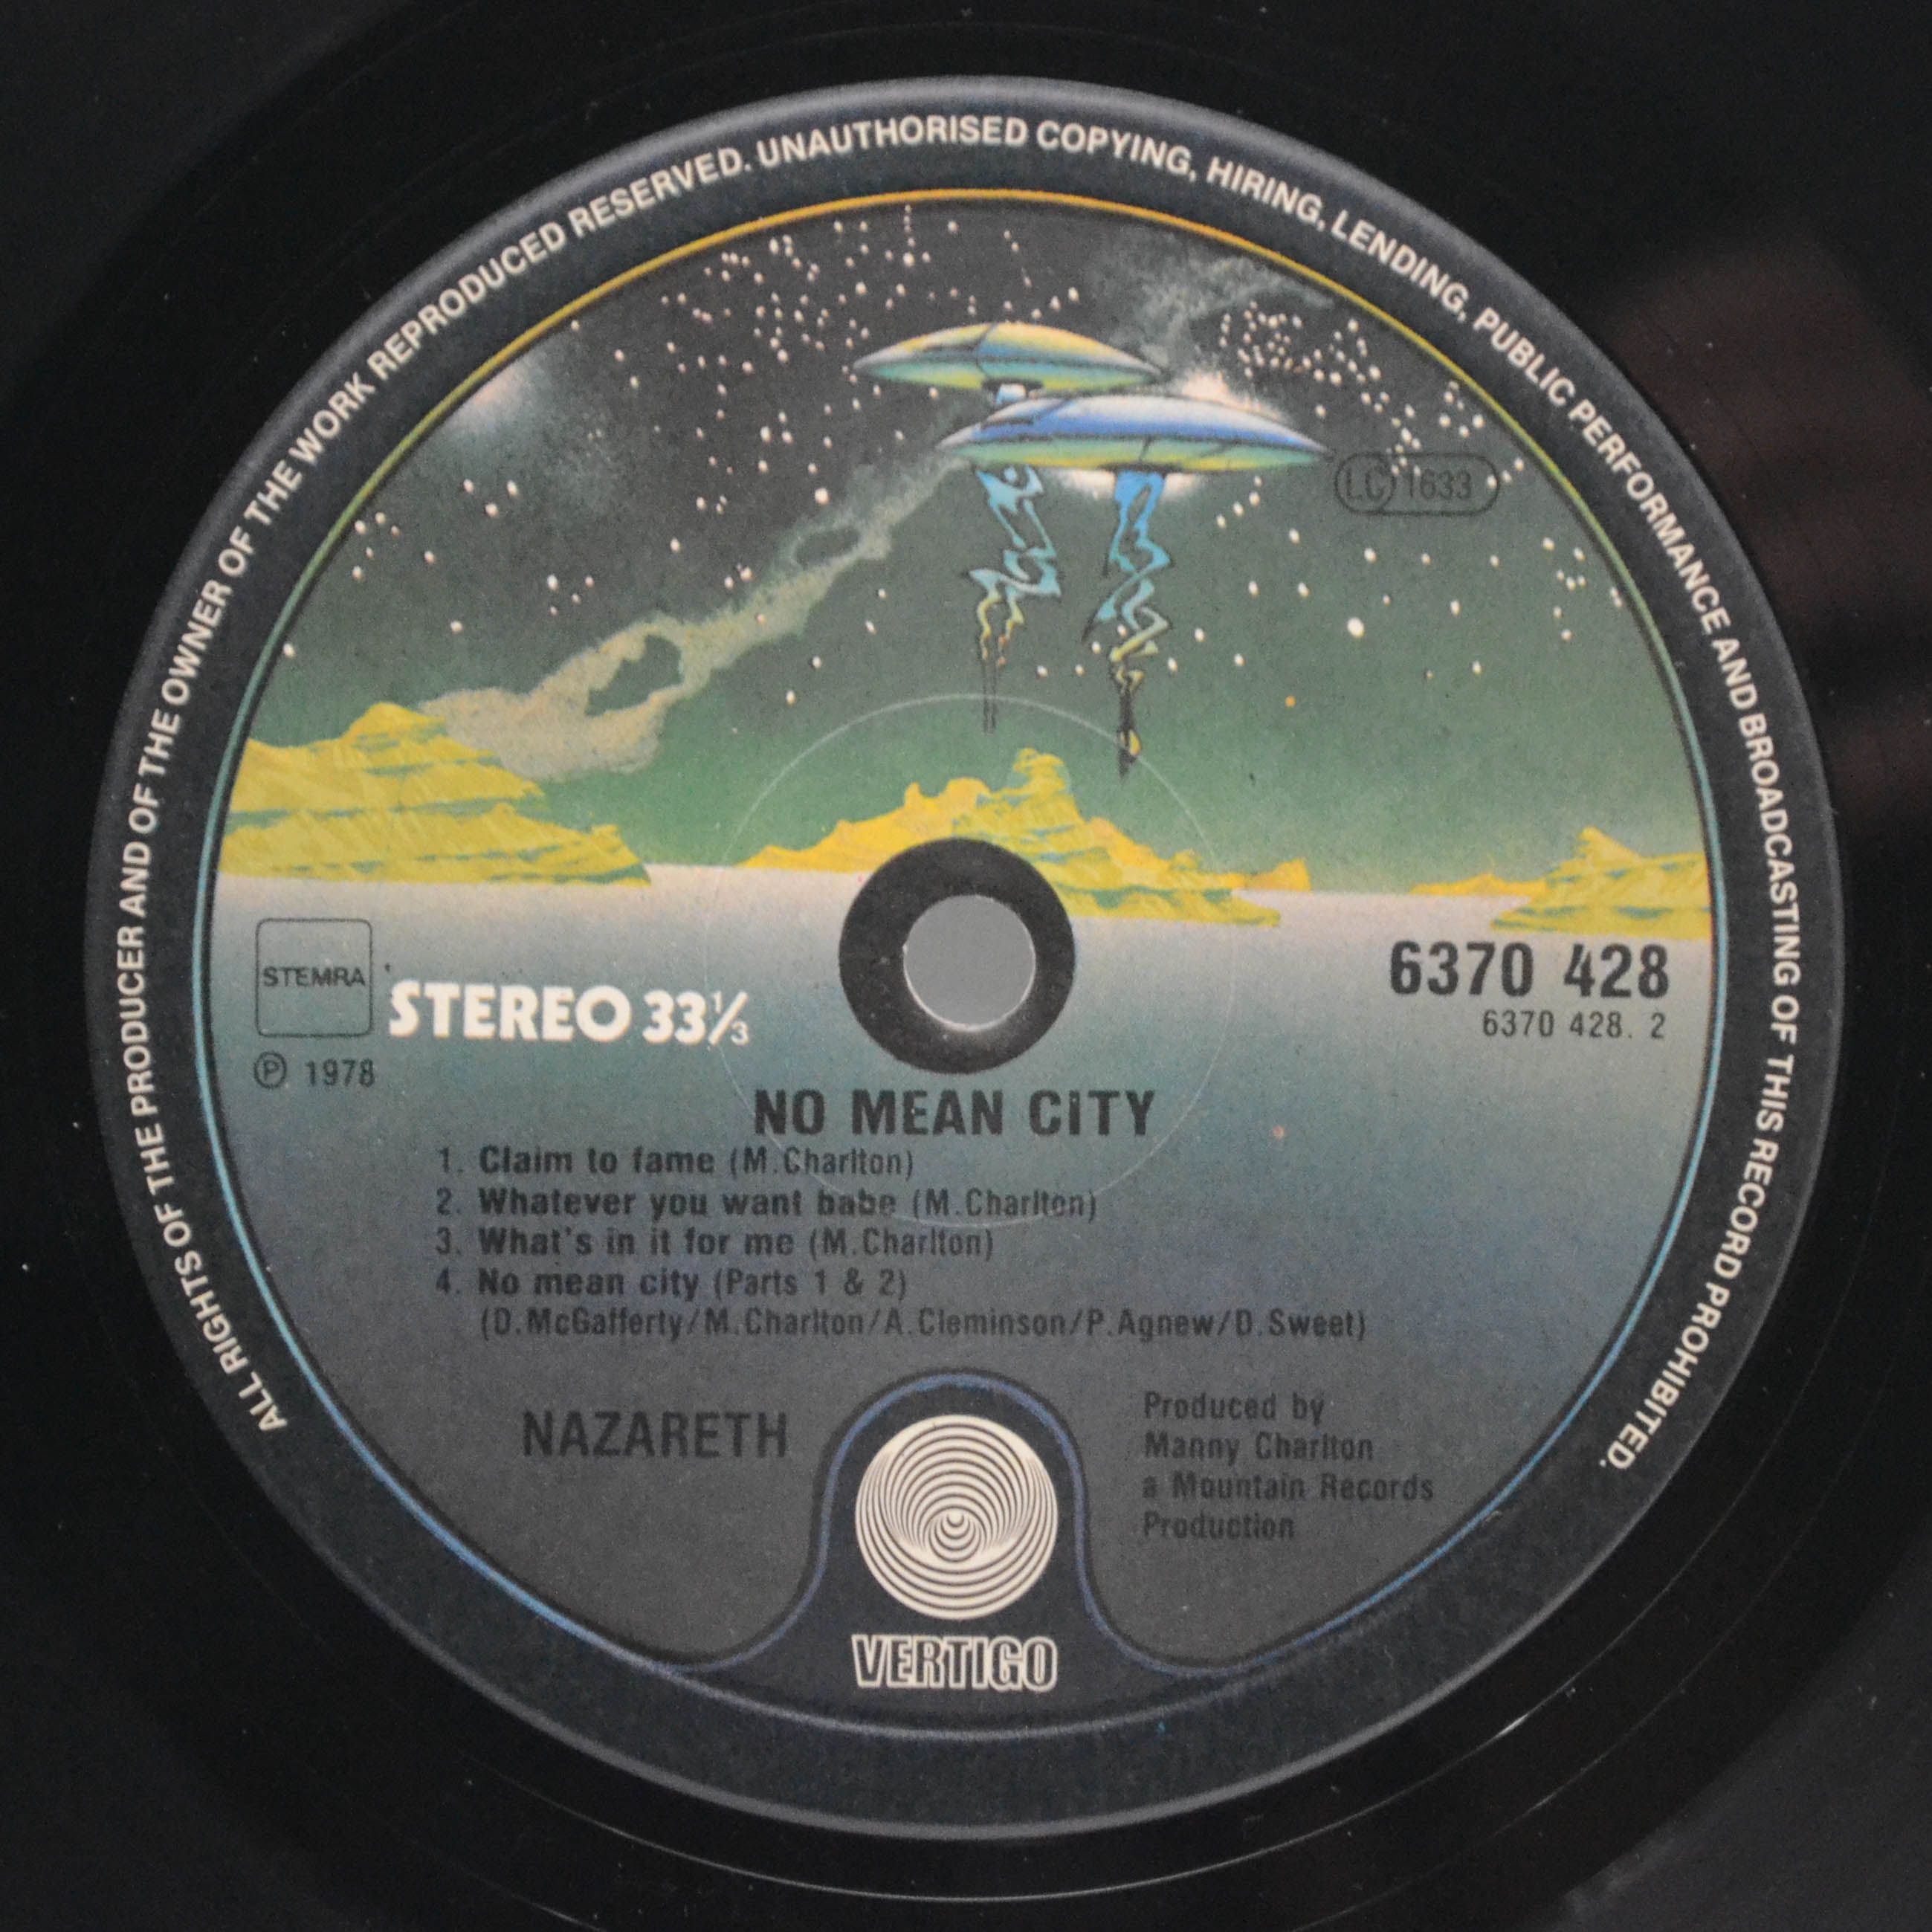 ALL RIGHTS OF THE PRODUCER AND OF THE OWNER OF THE WORK REPRODUCED RESERVED. UNAUTHORISED COPYING, HIRING, LENDING, PUBLIC PERFORMANCE AND BROADCASTING OF THIS RECORD PROHIBITED.
LC 1633
STEMRA
STEREO 33⅓
℗ 1978
6370 428
6370 428. 2
NO MEAN CITY
1. Claim to fame (M.Charlton)
2. Whatever you want babe (M.Charlton)
3. What's in it for me (M.Charlton)
4. No mean city (Parts 1 & 2)
(D.McGafferty/M.Charlton/A.Cleminson/P.Agnew/D.Sweet)
NAZARETH
Produced by
Manny Charlton
a Mountain Records
Production
VERTIGO